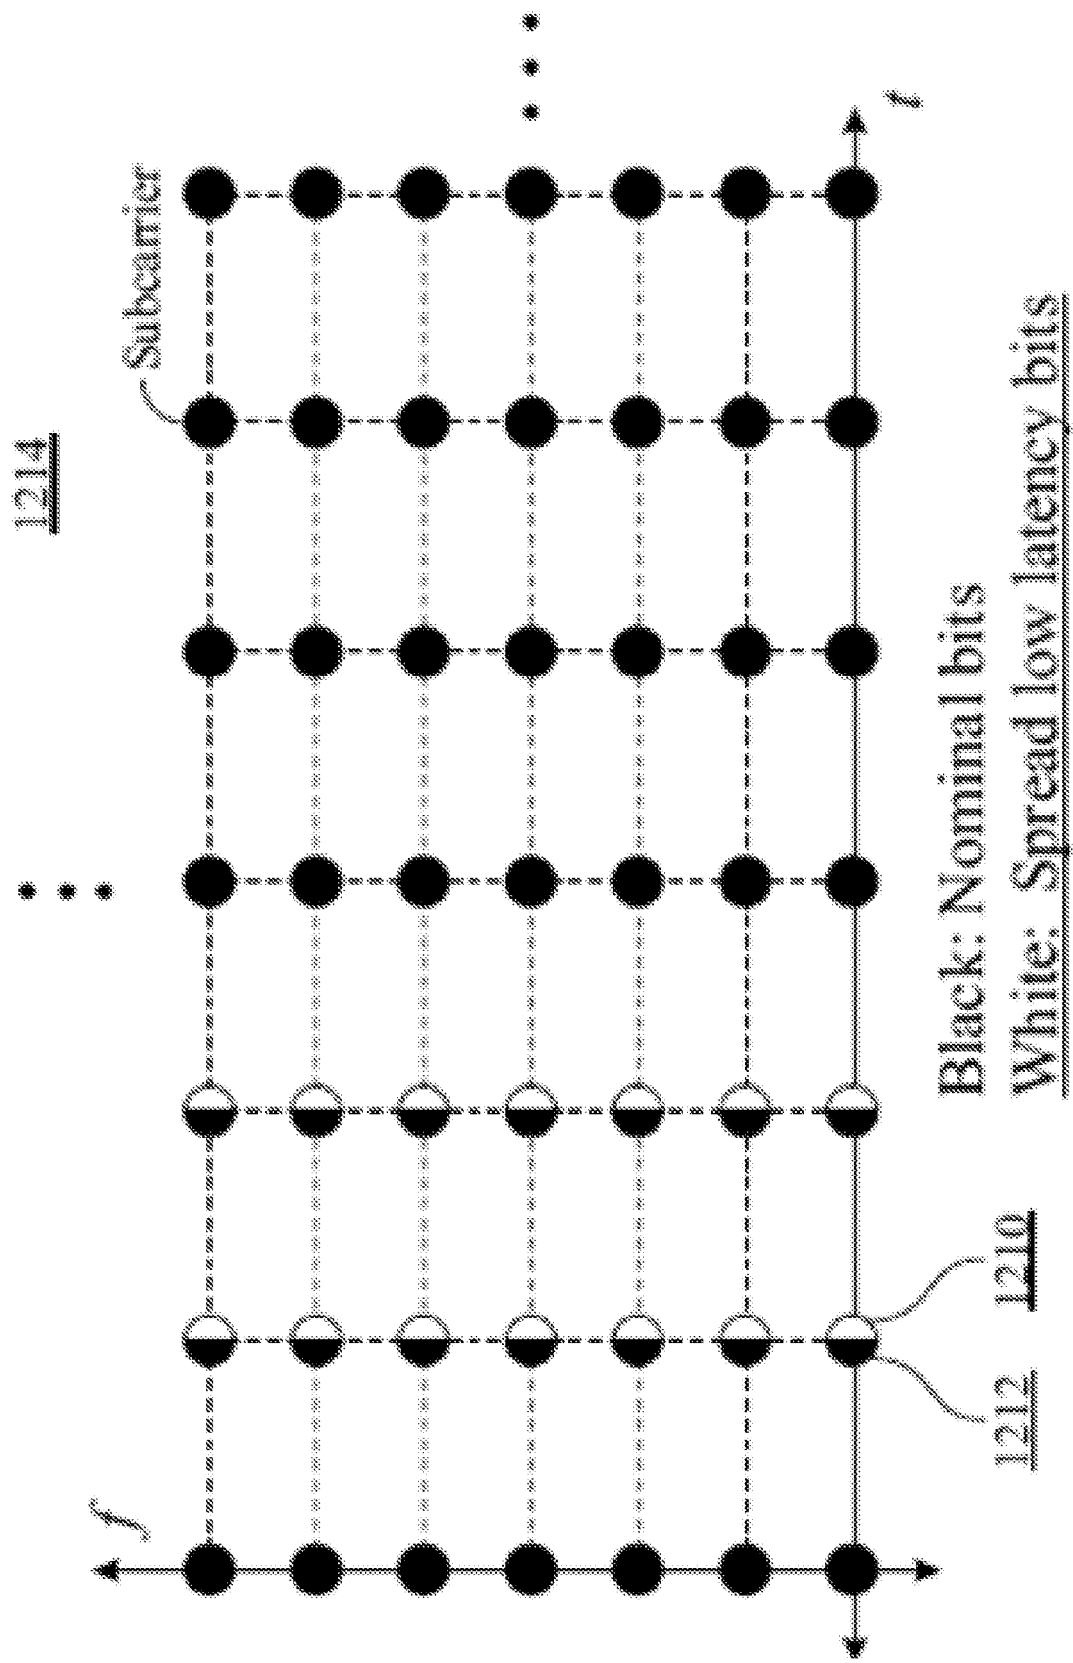 1214
Subcarrier
f
t
1212
1210
Black: Nominal bits
White: Spread low latency bits